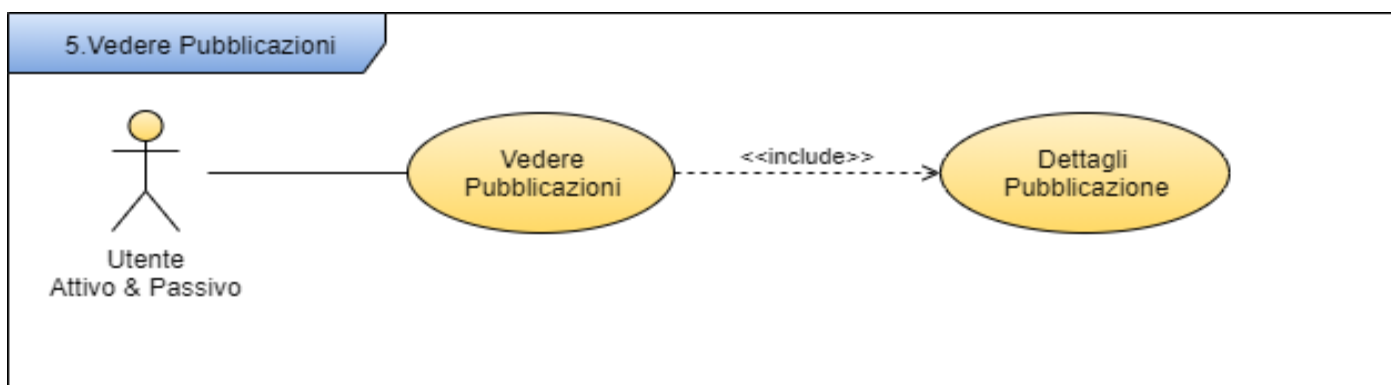 5.Vedere Pubblicazioni
Vedere
Pubblicazioni
<<include>>
Dettagli
Pubblicazione
Utente
Attivo & Passivo